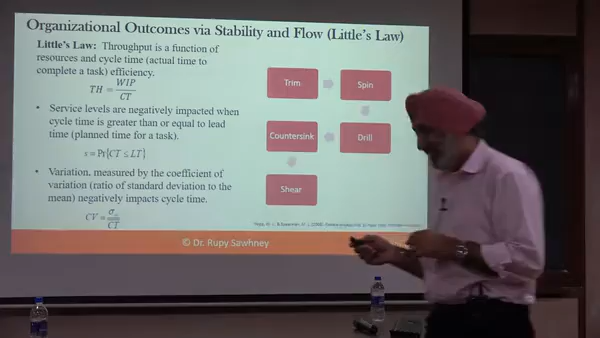 Organizational Outcomes via Stability and Flow (Little's Law)
Little's Law: Throughput is a function of
resources and cycle time (actual time to
complete a task) efficiency.
TH = WIP / CT
• Service levels are negatively impacted when
cycle time is greater than or equal to lead
time (planned time for a task).
s = Pr{CT ≤ LT}
• Variation, measured by the coefficient of
variation (ratio of standard deviation to the
mean) negatively impacts cycle time.
CV = σ / CT
Trim
Spin
Countersink
Drill
Shear
© Dr. Rupy Sawhney